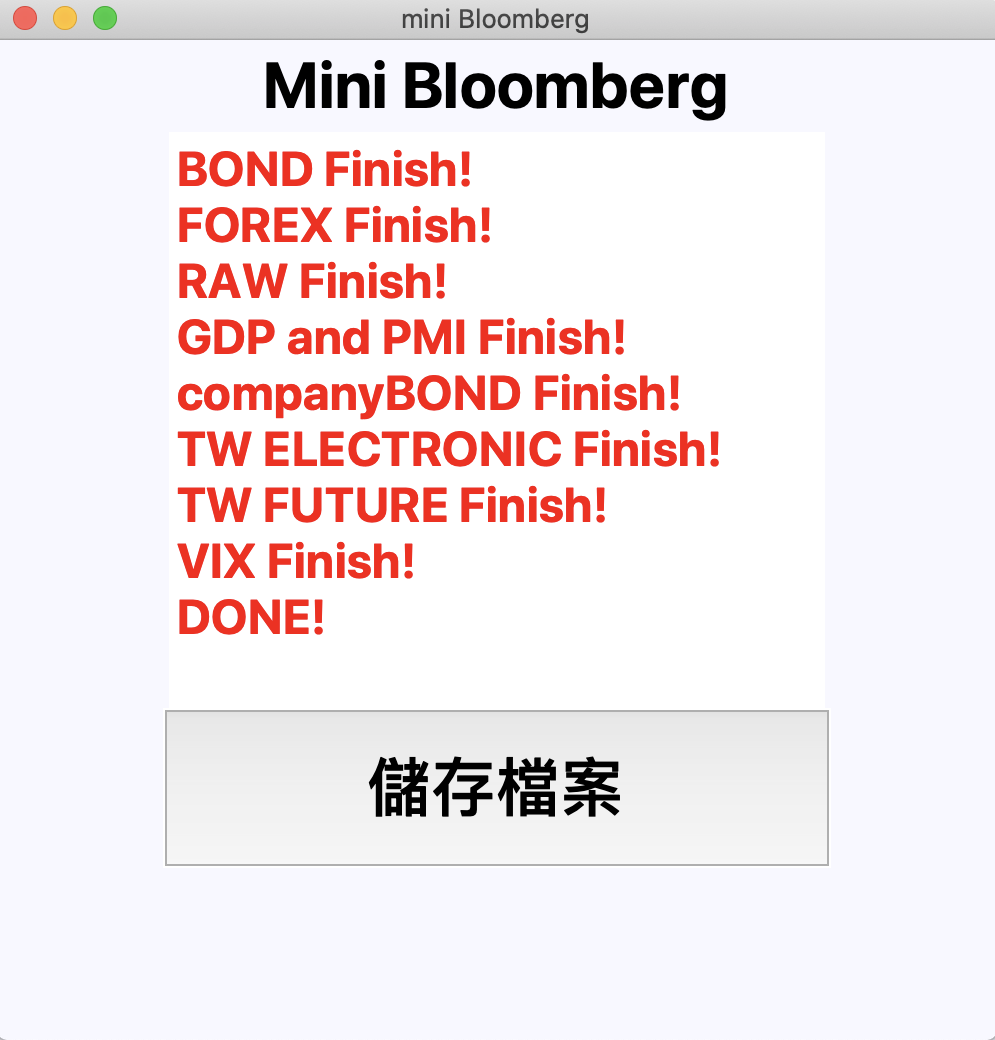 mini Bloomberg
Mini Bloomberg
BOND Finish!
FOREX Finish!
RAW Finish!
GDP and PMI Finish!
companyBOND Finish!
TW ELECTRONIC Finish!
TW FUTURE Finish!
VIX Finish!
DONE!
儲存檔案